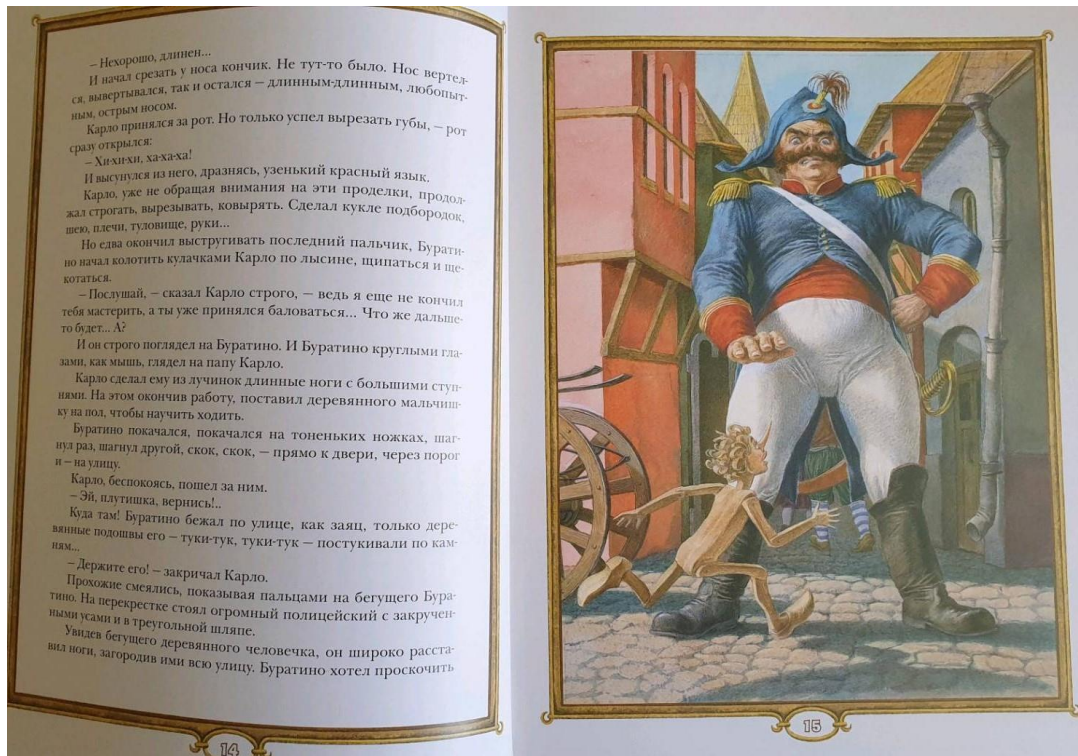 – Нехорошо, длинен...
И начал срезать у носа кончик. Не тут-то было. Нос вертел-
ся, вывертывался, так и остался – длинным-длинным, любопыт-
ным, острым носом.
Карло принялся за рот. Но только успел вырезать губы, – рот
сразу открылся:
– Хи-хи-хи, ха-ха-ха!
И высунулся из него, дразнясь, узенький красный язык.
Карло, уже не обращая внимания на эти проделки, продол-
жал строгать, вырезывать, ковырять. Сделал кукле подбородок,
шею, плечи, туловище, руки...
Но едва окончил выстругивать последний пальчик, Бурати-
но начал колотить кулачками Карло по лысине, щипаться и ще-
котаться.
– Послушай, – сказал Карло строго, – ведь я еще не кончил
тебя мастерить, а ты уже принялся баловаться... Что же дальше-
то будет... А?
И он строго поглядел на Буратино. И Буратино круглыми гла-
зами, как мышь, глядел на папу Карло.
Карло сделал ему из лучинок длинные ноги с большими ступ-
нями. На этом окончив работу, поставил деревянного мальчиш-
ку на пол, чтобы научить ходить.
Буратино покачался, покачался на тоненьких ножках, шаг-
нул раз, шагнул другой, скок, скок, – прямо к двери, через порог
и – на улицу.
Карло, беспокоясь, пошел за ним.
– Эй, плутишка, вернись!..
Куда там! Буратино бежал по улице, как заяц, только дере-
вянные подошвы его – туки-тук, туки-тук – постукивали по кам-
ням...
– Держите его! – закричал Карло.
Прохожие смеялись, показывая пальцами на бегущего Бура-
тино. На перекрестке стоял огромный полицейский с закручен-
ными усами и в треугольной шляпе.
Увидев бегущего деревянного человечка, он широко расста-
вил ноги, загородив ими всю улицу. Буратино хотел проскочить
14
15